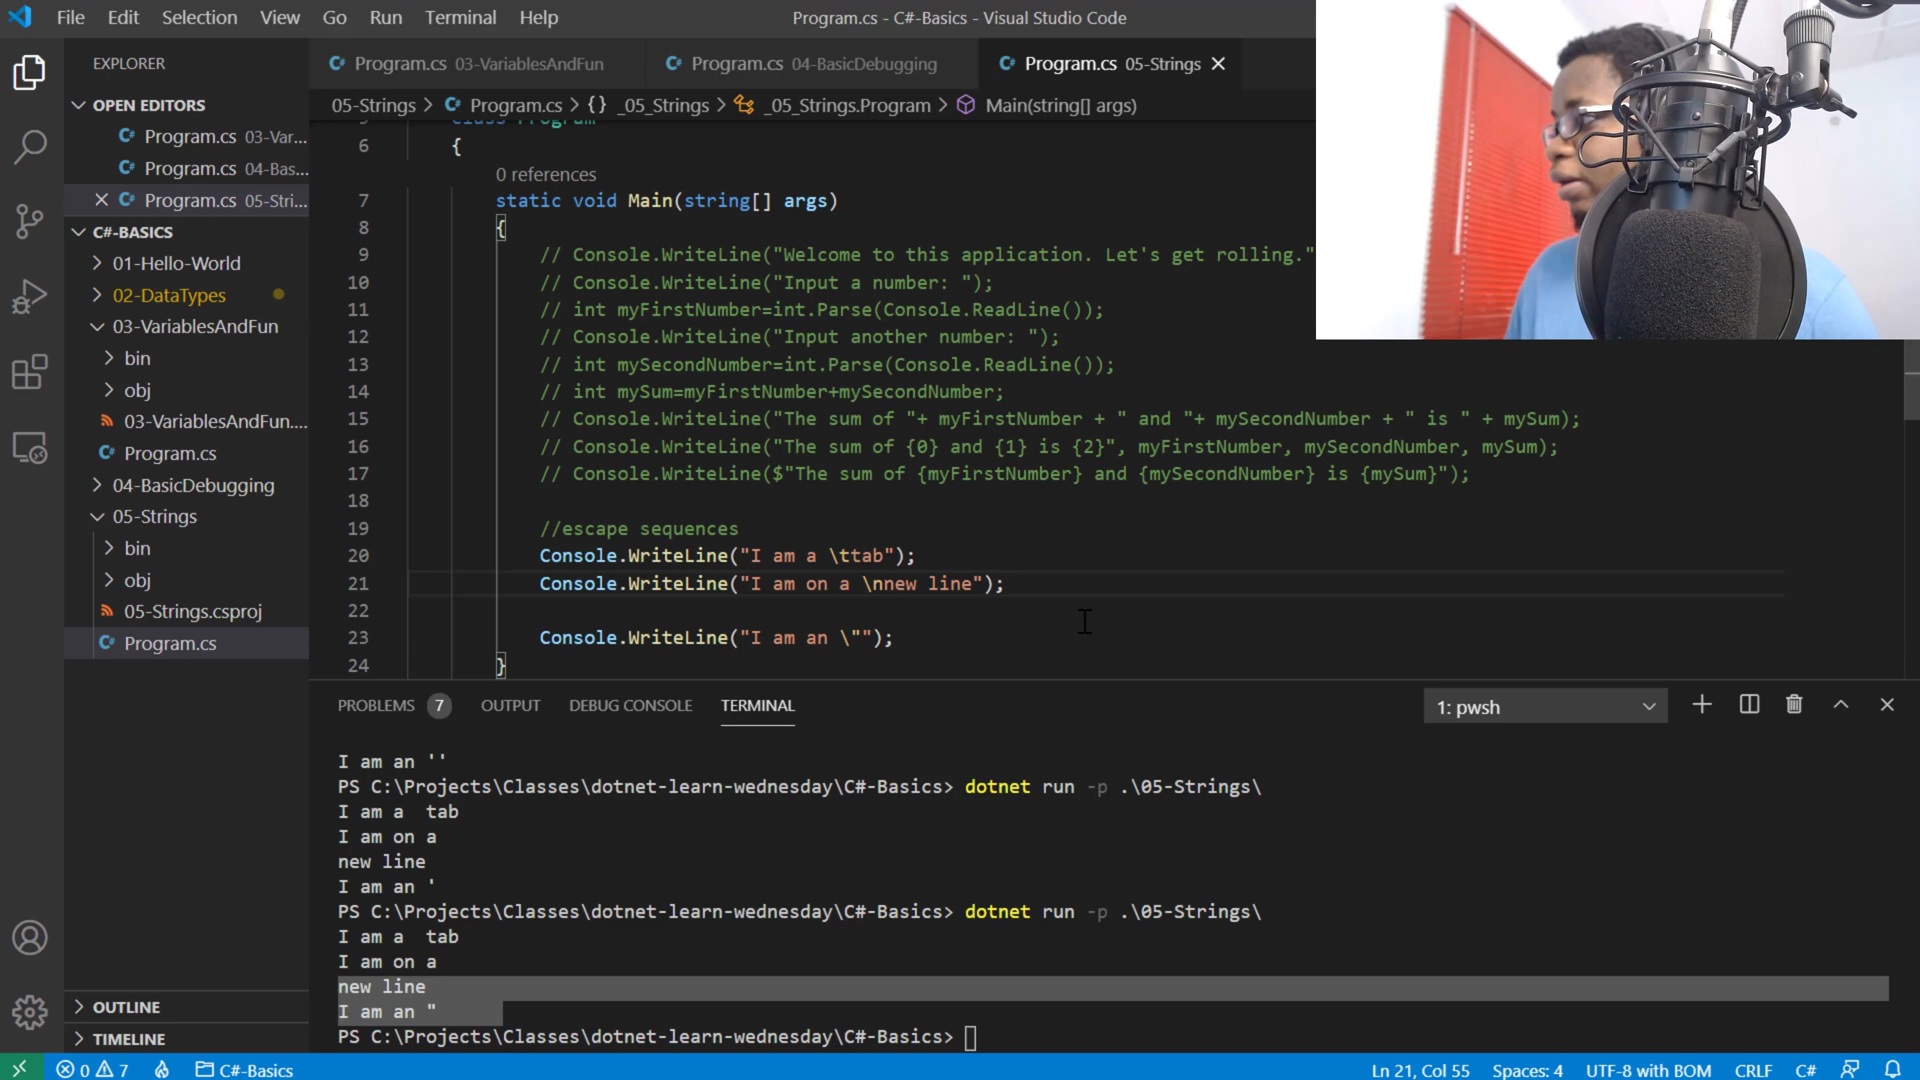 File Edit Selection View Go Run Terminal Help
Program.cs - C#-Basics - Visual Studio Code
EXPLORER
OPEN EDITORS
Program.cs 03-Var...
Program.cs 04-Bas...
Program.cs 05-Stri...
C#-BASICS
01-Hello-World
02-DataTypes
03-VariablesAndFun
bin
obj
03-VariablesAndFun....
Program.cs
04-BasicDebugging
05-Strings
bin
obj
05-Strings.csproj
Program.cs
OUTLINE
TIMELINE
Program.cs 03-VariablesAndFun
Program.cs 04-BasicDebugging
Program.cs 05-Strings
05-Strings > Program.cs > {} _05_Strings > _05_Strings.Program > Main(string[] args)
class Program
6 {
0 references
7 static void Main(string[] args)
8 {
9 // Console.WriteLine("Welcome to this application. Let's get rolling."
10 // Console.WriteLine("Input a number: ");
11 // int myFirstNumber=int.Parse(Console.ReadLine());
12 // Console.WriteLine("Input another number: ");
13 // int mySecondNumber=int.Parse(Console.ReadLine());
14 // int mySum=myFirstNumber+mySecondNumber;
15 // Console.WriteLine("The sum of "+ myFirstNumber + " and "+ mySecondNumber + " is " + mySum);
16 // Console.WriteLine("The sum of {0} and {1} is {2}", myFirstNumber, mySecondNumber, mySum);
17 // Console.WriteLine($"The sum of {myFirstNumber} and {mySecondNumber} is {mySum}");
18
19 //escape sequences
20 Console.WriteLine("I am a \ttab");
21 Console.WriteLine("I am on a \nnew line");
22
23 Console.WriteLine("I am an \"");
24 }
PROBLEMS 7 OUTPUT DEBUG CONSOLE TERMINAL
1: pwsh
I am an ''
PS C:\Projects\Classes\dotnet-learn-wednesday\C#-Basics> dotnet run -p .\05-Strings\
I am a  tab
I am on a
new line
I am an '
PS C:\Projects\Classes\dotnet-learn-wednesday\C#-Basics> dotnet run -p .\05-Strings\
I am a  tab
I am on a
new line
I am an "
PS C:\Projects\Classes\dotnet-learn-wednesday\C#-Basics>
0 7 C#-Basics
Ln 21, Col 55 Spaces: 4 UTF-8 with BOM CRLF C#